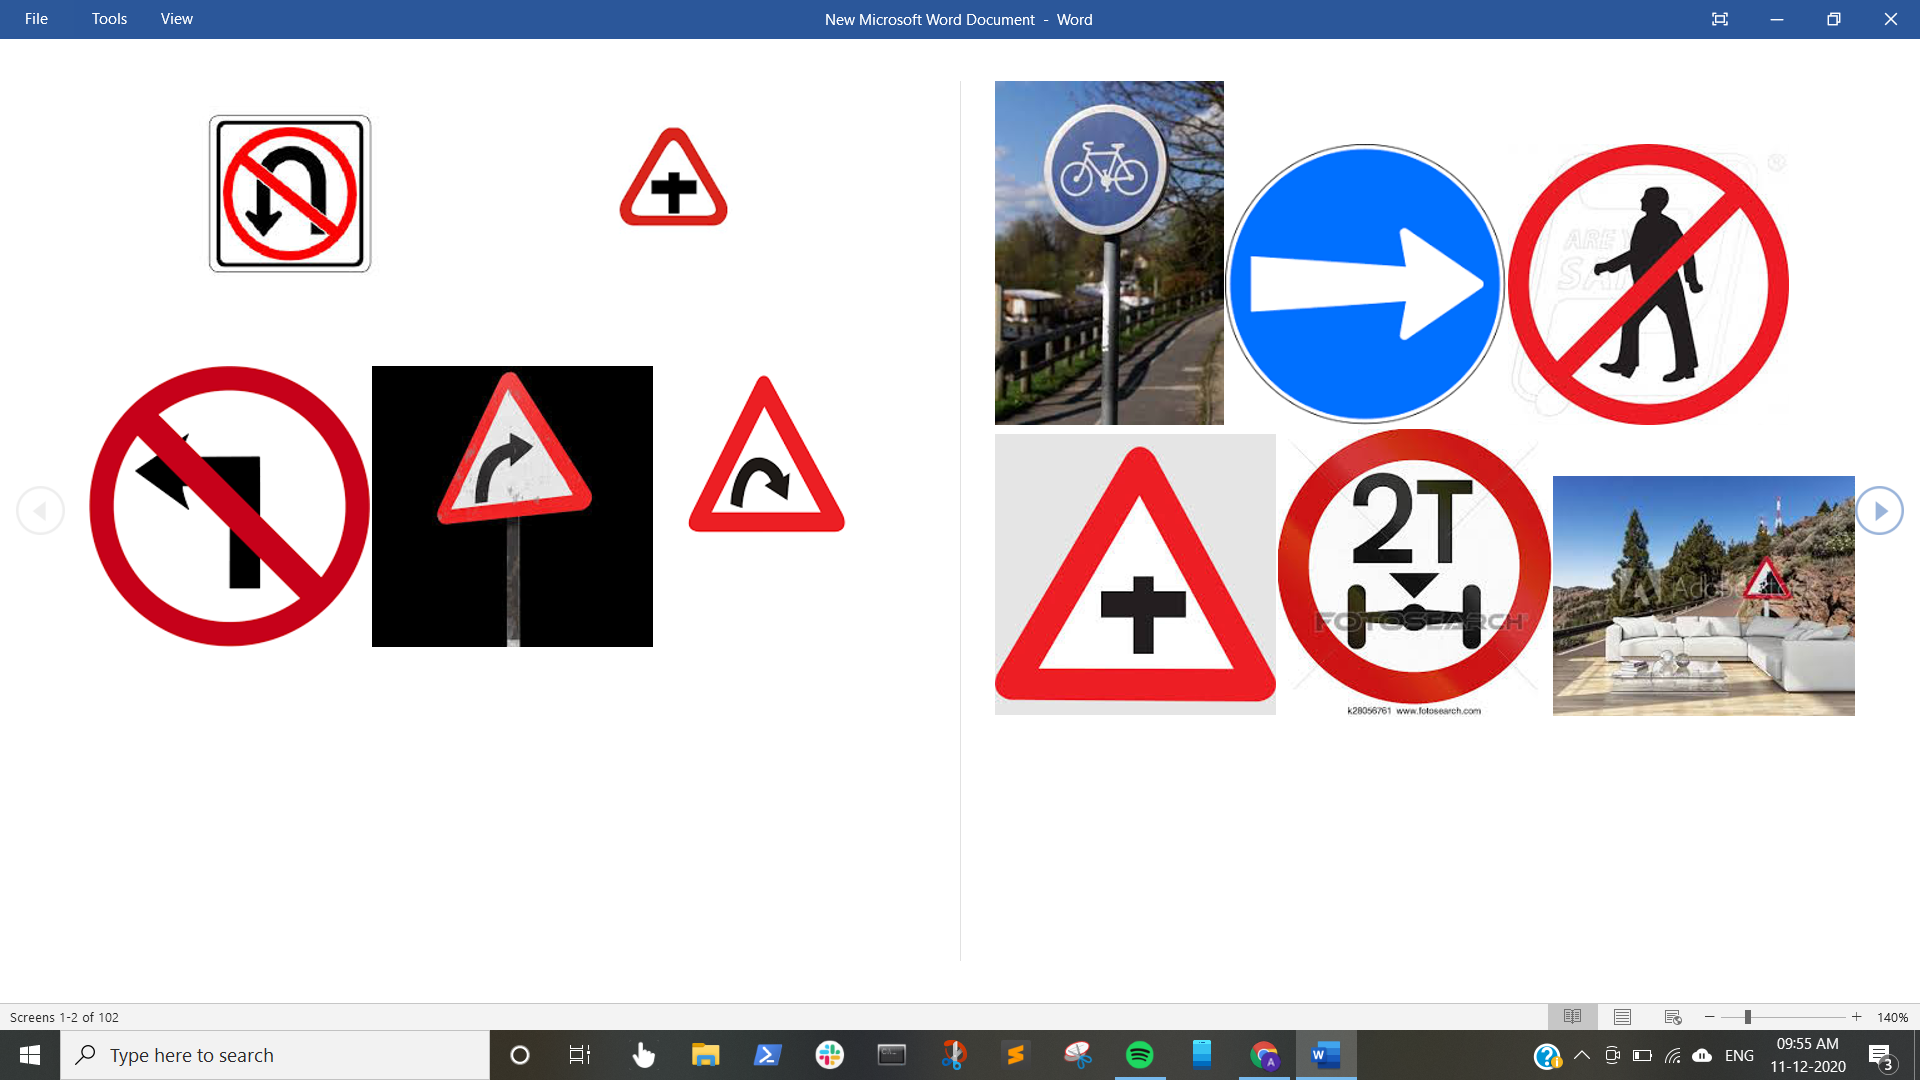 File Tools View New Microsoft Word Document - Word
ARE Y
2T
Adobe
FOTOSEARCH
k28056761 www.fotosearch.com
Screens 1-2 of 102
140%
Type here to search
ENG
09:55 AM
11-12-2020
3